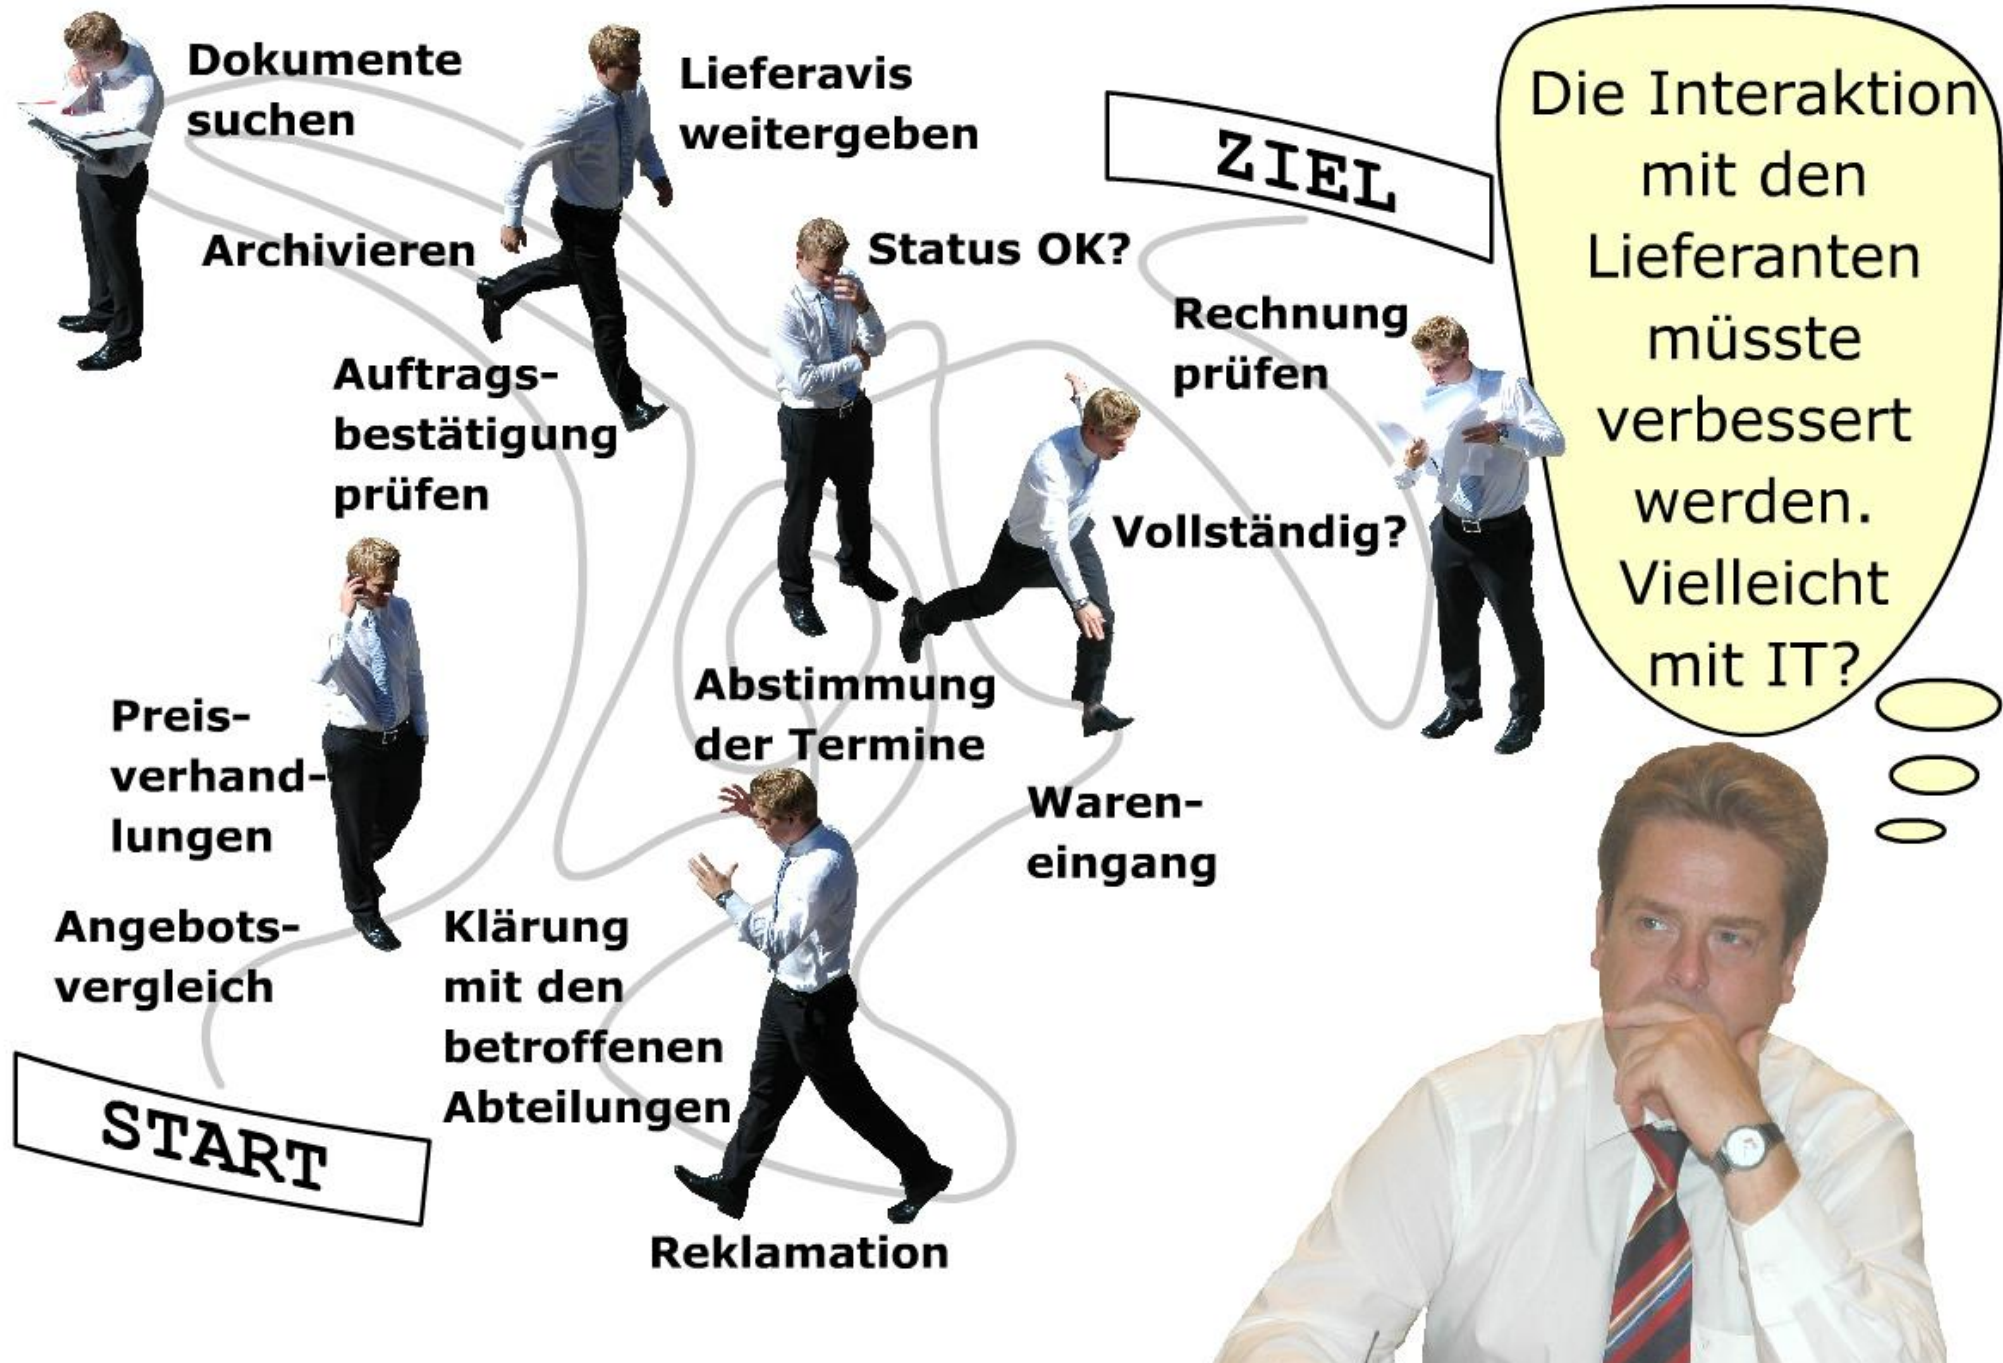 Dokumente
suchen
Lieferavis
weitergeben
ZIEL
Die Interaktion
mit den
Lieferanten
müsste
verbessert
werden.
Vielleicht
mit IT?
Archivieren
Status OK?
Rechnung
prüfen
Auftrags-
bestätigung
prüfen
Vollständig?
Preis-
verhand-
lungen
Abstimmung
der Termine
Waren-
eingang
Angebots-
vergleich
Klärung
mit den
betroffenen
Abteilungen
START
Reklamation